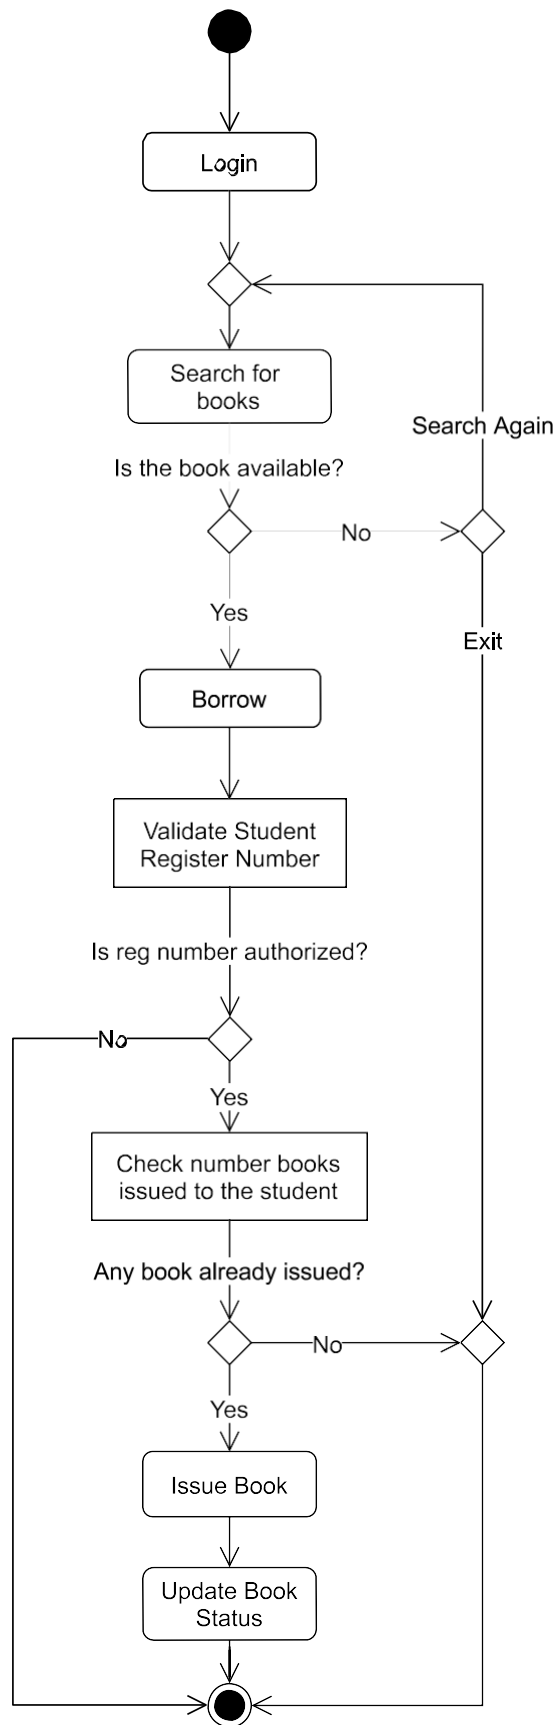 Login
Search for
books
Search Again
Is the book available?
No
Yes
Exit
Borrow
Validate Student
Register Number
Is reg number authorized?
No
Yes
Check number books
issued to the student
Any book already issued?
No
Yes
Issue Book
Update Book
Status